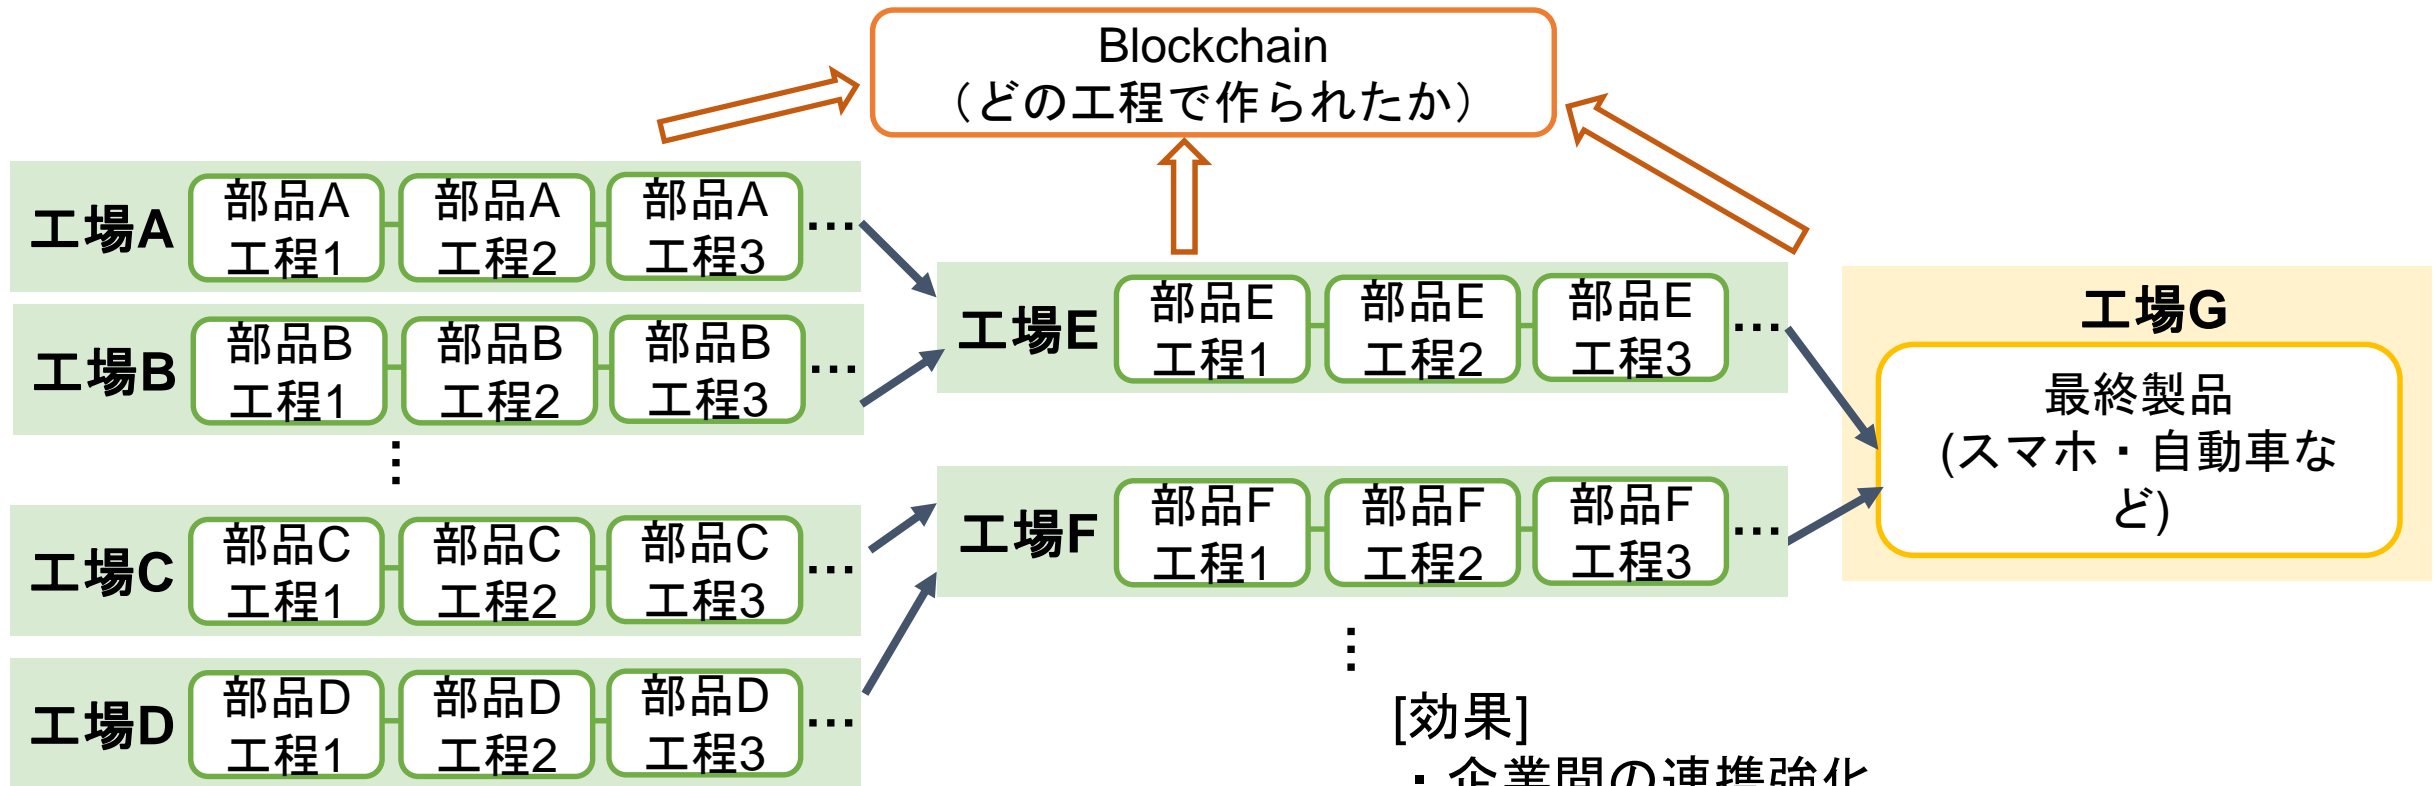 Blockchain
（どの工程で作られたか）
工場A
部品A
工程1
部品A
工程2
部品A
工程3
…
工場B
部品B
工程1
部品B
工程2
部品B
工程3
…
…
工場C
部品C
工程1
部品C
工程2
部品C
工程3
…
工場D
部品D
工程1
部品D
工程2
部品D
工程3
…
工場E
部品E
工程1
部品E
工程2
部品E
工程3
…
工場F
部品F
工程1
部品F
工程2
部品F
工程3
…
…
工場G
最終製品
(スマホ・自動車な
ど)
[効果]
・企業間の連携強化